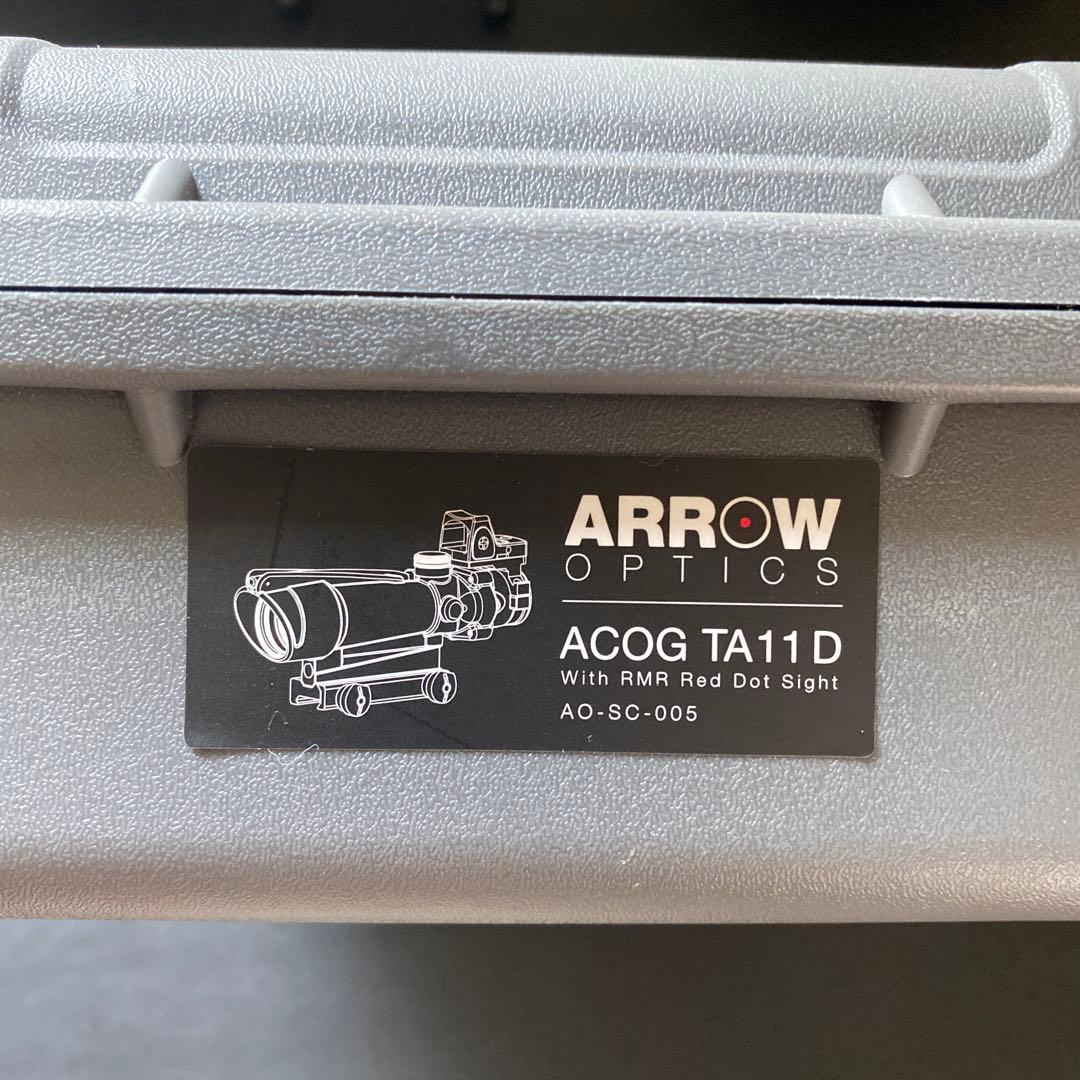 ARROW
OPTICS
ACOG TA11D
With RMR Red Dot Sight
AO-SC-005